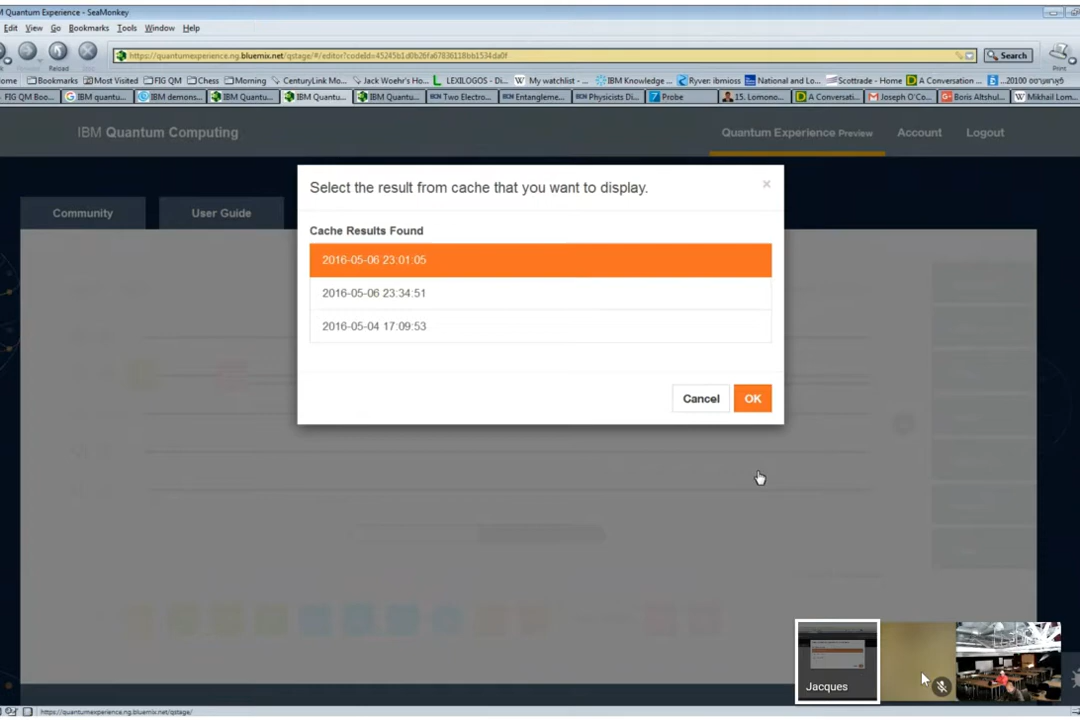 M Quantum Experience - SeaMonkey
Edit View Go Bookmarks Tools Window Help
Reload
https://quantumexperience.ng.bluemix.net/qstage/#/editor?codeId=45245b1d0b26fa67836118bb1534da0f
Search
Print
ome Bookmarks Most Visited FIG QM Chess Morning CenturyLink Mo... Jack Woehr's Ho... LEXILOGOS - Di... My watchlist - ... IBM Knowledge ... Ryver: ibmioss National and Lo... Scottrade - Home A Conversation ...
FIG QM Boo... IBM quantu... IBM demons... IBM Quantu... IBM Quantu... IBM Quantu... Two Electro... Entangleme... Physicists Di... Probe 15. Lomono... A Conversati... Joseph O'Co... Boris Altshul... Mikhail Lom...
IBM Quantum Computing
Quantum Experience Preview
Account
Logout
Select the result from cache that you want to display.
×
Community
User Guide
Cache Results Found
2016-05-06 23:01:05
2016-05-06 23:34:51
2016-05-04 17:09:53
Cancel
OK
Jacques
https://quantumexperience.ng.bluemix.net/qstage/